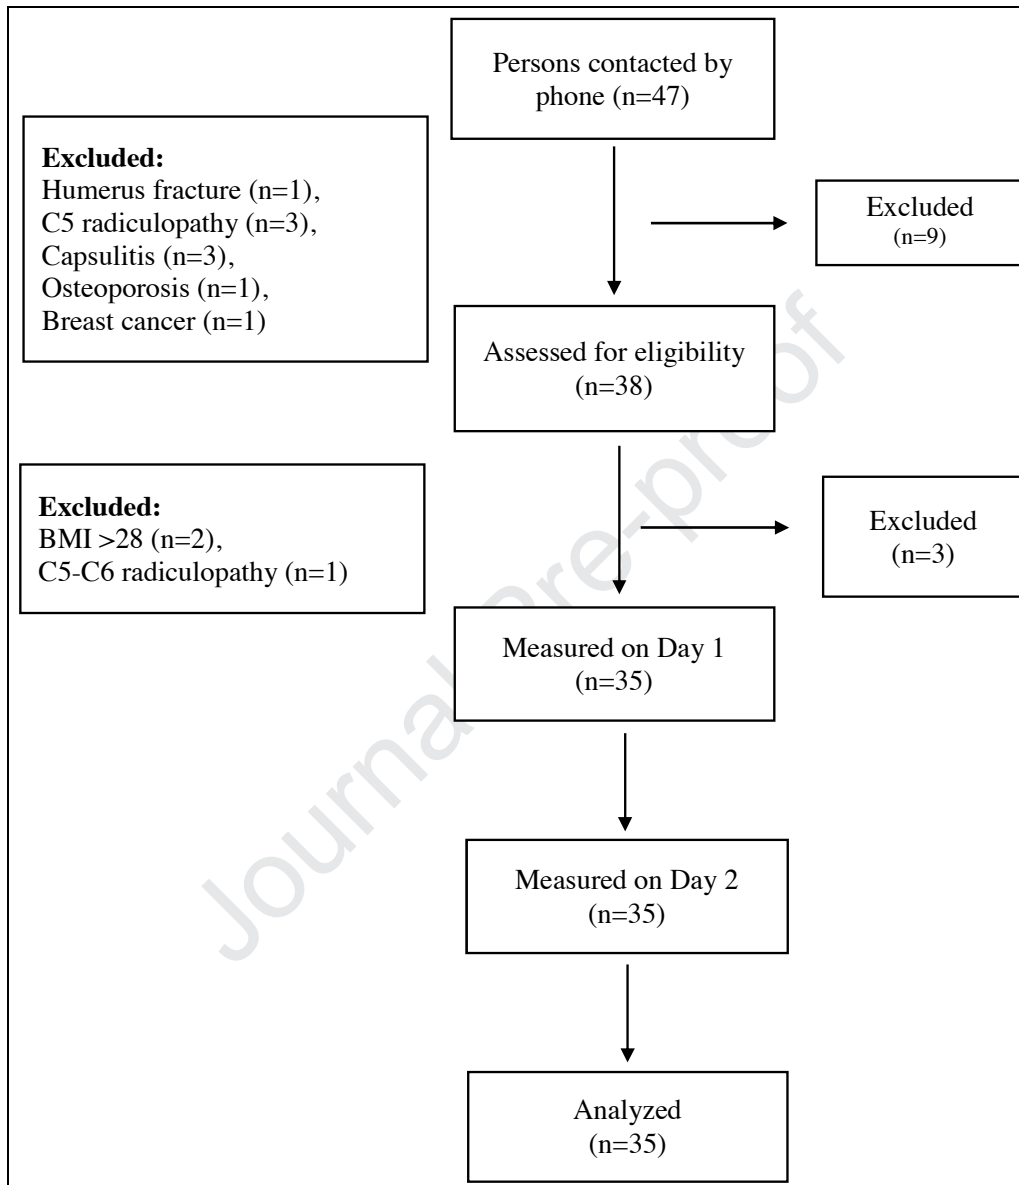 Persons contacted by
phone (n=47)
Excluded:
Humerus fracture (n=1),
C5 radiculopathy (n=3),
Capsulitis (n=3),
Osteoporosis (n=1),
Breast cancer (n=1)
Excluded
(n=9)
Assessed for eligibility
(n=38)
Excluded:
BMI >28 (n=2),
C5-C6 radiculopathy (n=1)
Excluded
(n=3)
Measured on Day 1
(n=35)
Measured on Day 2
(n=35)
Analyzed
(n=35)
Journal Pre-proof